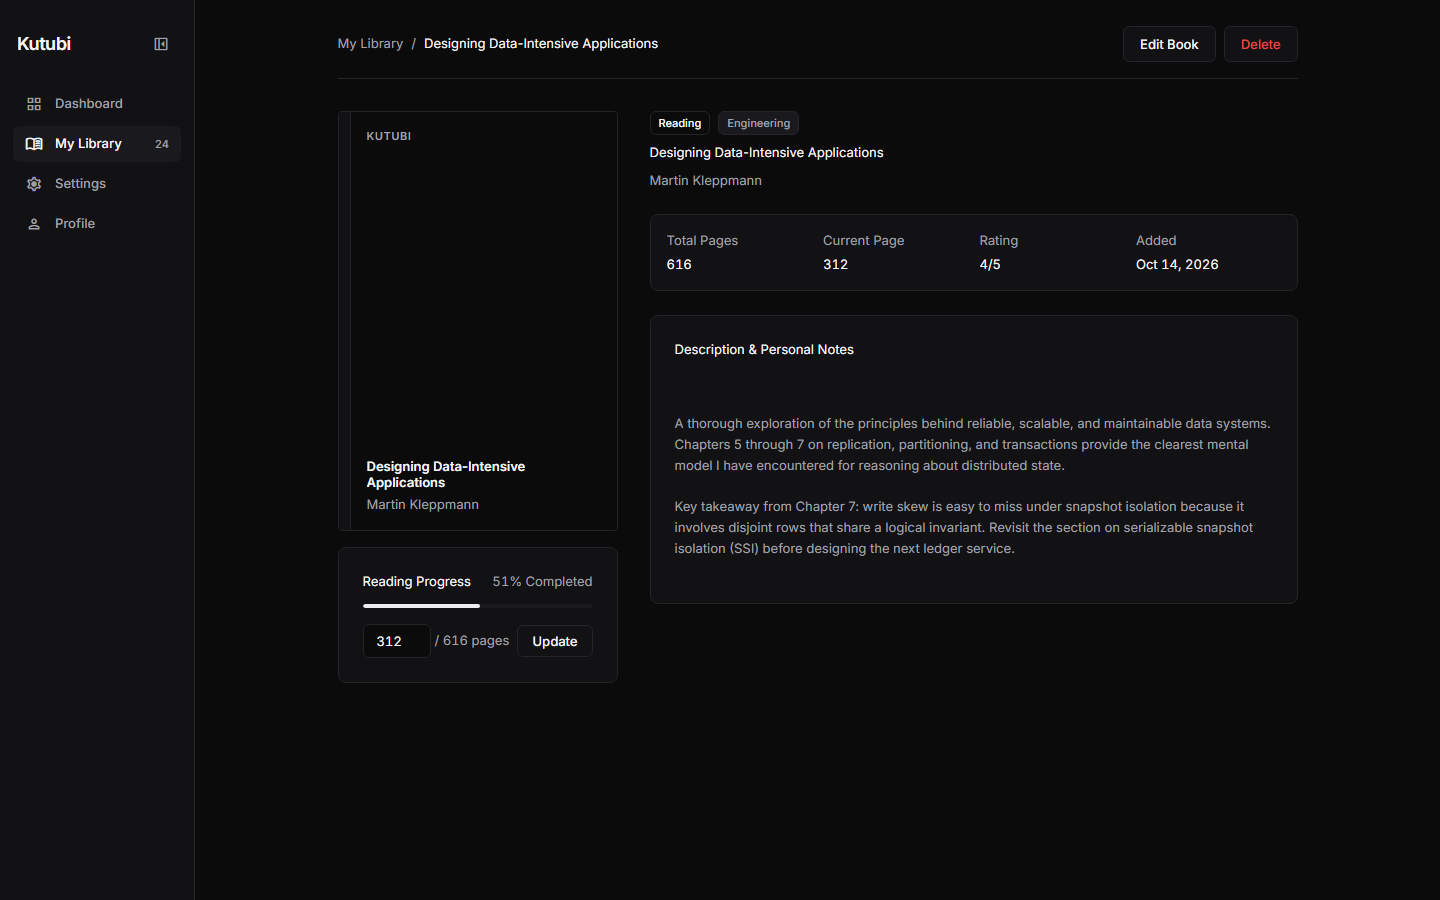 Kutubi
Dashboard
My Library 24
Settings
Profile
My Library / Designing Data-Intensive Applications
Edit Book
Delete
KUTUBI
Designing Data-Intensive
Applications
Martin Kleppmann
Reading Progress 51% Completed
312 / 616 pages Update
Reading Engineering
Designing Data-Intensive Applications
Martin Kleppmann
Total Pages Current Page Rating Added
616 312 4/5 Oct 14, 2026
Description & Personal Notes
A thorough exploration of the principles behind reliable, scalable, and maintainable data systems.
Chapters 5 through 7 on replication, partitioning, and transactions provide the clearest mental
model I have encountered for reasoning about distributed state.
Key takeaway from Chapter 7: write skew is easy to miss under snapshot isolation because it
involves disjoint rows that share a logical invariant. Revisit the section on serializable snapshot
isolation (SSI) before designing the next ledger service.